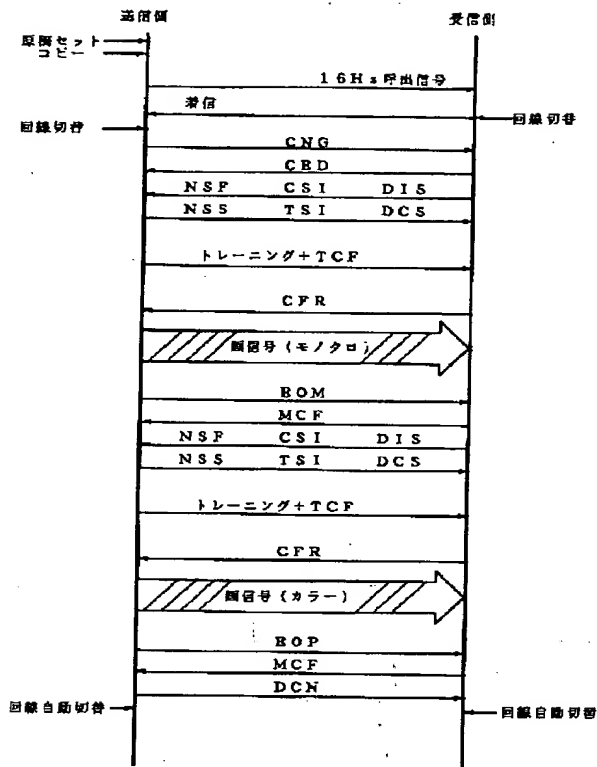 送信側
受信側
原稿セット
コピー
16Hz呼出信号
着信
回線切替
回線切替
CNG
CED
NSF CSI DIS
NSS TSI DCS
トレーニング+TCF
CFR
画信号(モノクロ)
EOM
MCF
NSF CSI DIS
NSS TSI DCS
トレーニング+TCF
CFR
画信号(カラー)
EOP
MCF
DCN
回線自動切替
回線自動切替